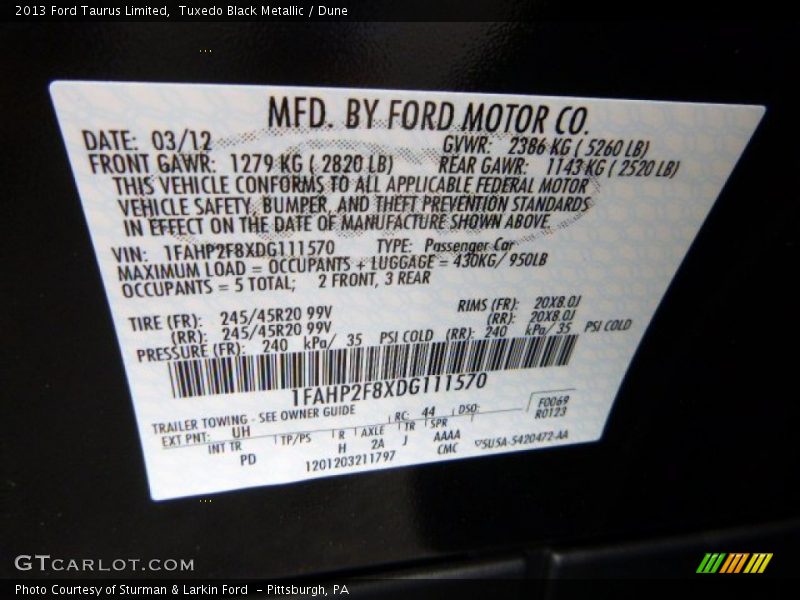 2013 Ford Taurus Limited,  Tuxedo Black Metallic / Dune
MFD. BY FORD MOTOR CO.
DATE: 03/12 GVWR: 2386 KG ( 5260 LB)
FRONT GAWR: 1279 KG ( 2820 LB) REAR GAWR: 1143 KG ( 2520 LB)
THIS VEHICLE CONFORMS TO ALL APPLICABLE FEDERAL MOTOR
VEHICLE SAFETY, BUMPER, AND THEFT PREVENTION STANDARDS
IN EFFECT ON THE DATE OF MANUFACTURE SHOWN ABOVE
VIN: 1FAHP2F8XDG111570 TYPE: Passenger Car
MAXIMUM LOAD = OCCUPANTS + LUGGAGE = 430KG/ 950LB
OCCUPANTS = 5 TOTAL; 2 FRONT, 3 REAR
TIRE (FR): 245/45R20 99V RIMS (FR): 20X8.0J
(RR): 245/45R20 99V (RR): 20X8.0J
PRESSURE (FR): 240 kPa/ 35 PSI COLD (RR): 240 kPa/ 35 PSI COLD
1FAHP2F8XDG111570
TRAILER TOWING - SEE OWNER GUIDE RC: 44 DSO: F0069
R0123
EXT PNT: UH
INT TR TP/PS R AXLE TR SPR
PD H 2A J AAAA
CMC
1201203211797
5U5A-5420472-AA
GTCARLOT.COM
Photo Courtesy of Sturman & Larkin Ford  - Pittsburgh, PA